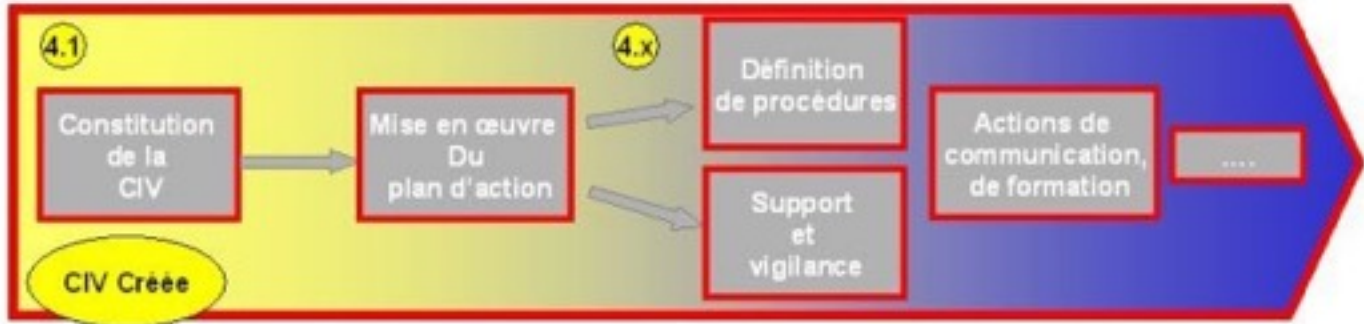 4.1
Constitution
de la
CIV
CIV Créée
Mise en œuvre
Du
plan d'action
4.x
Définition
de procédures
Support
et
vigilance
Actions de
communication,
de formation
....